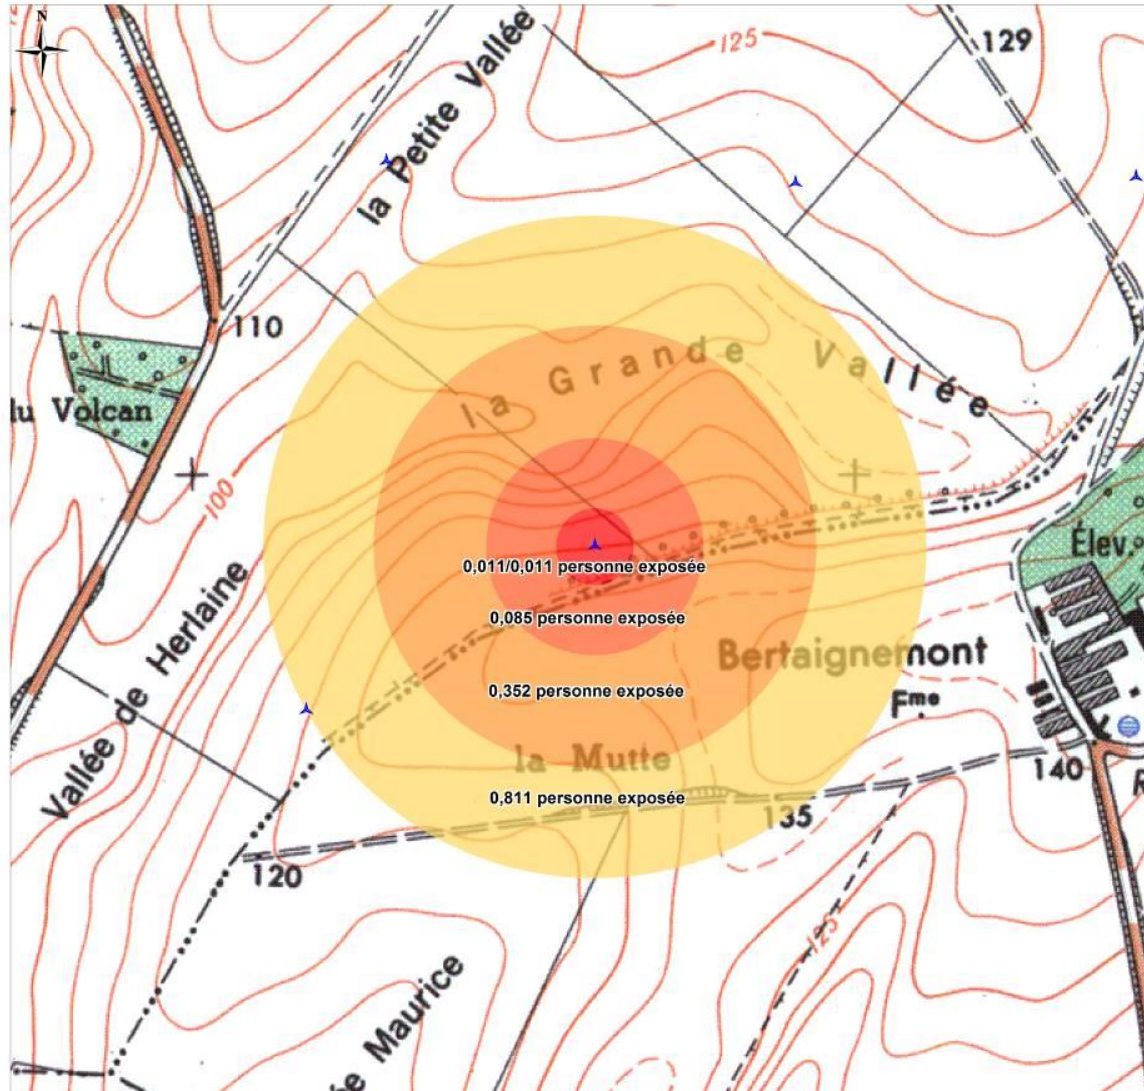 N
125
129
la Petite Vallée
110
la Grande Vallée
du Volcan
100
Élev.
0,011/0,011 personne exposée
0,085 personne exposée
Vallée de Herlaine
Bertaignemont
0,352 personne exposée
Fme
la Mutte
140
R
0,811 personne exposée
135
120
125
ée Maurice